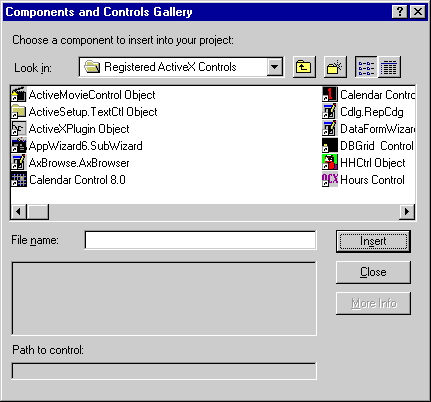 Components and Controls Gallery
Choose a component to insert into your project:
Look in: Registered ActiveX Controls
ActiveMovieControl Object
ActiveSetup.TextCtl Object
ActiveXPlugin Object
AppWizard6.SubWizard
AxBrowse.AxBrowser
Calendar Control 8.0
Calendar Contro
Cdlg.RepCdg
DataFormWizard
DBGrid Control
HHCtrl Object
OCX Hours Control
File name:
Insert
Close
More Info
Path to control: